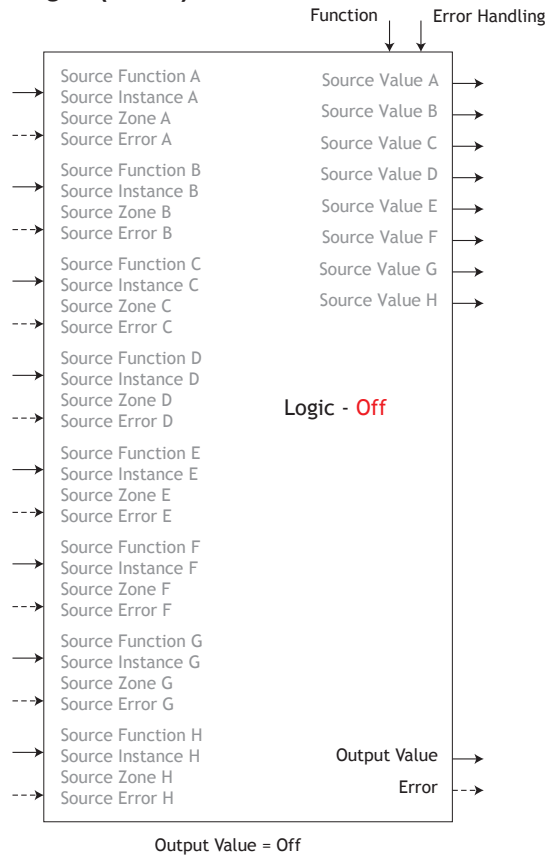 Function Error Handling
Source Function A
Source Instance A
Source Zone A
Source Error A
Source Function B
Source Instance B
Source Zone B
Source Error B
Source Function C
Source Instance C
Source Zone C
Source Error C
Source Function D
Source Instance D
Source Zone D
Source Error D
Source Function E
Source Instance E
Source Zone E
Source Error E
Source Function F
Source Instance F
Source Zone F
Source Error F
Source Function G
Source Instance G
Source Zone G
Source Error G
Source Function H
Source Instance H
Source Zone H
Source Error H
Source Value A
Source Value B
Source Value C
Source Value D
Source Value E
Source Value F
Source Value G
Source Value H
Logic - Off
Output Value
Error
Output Value = Off